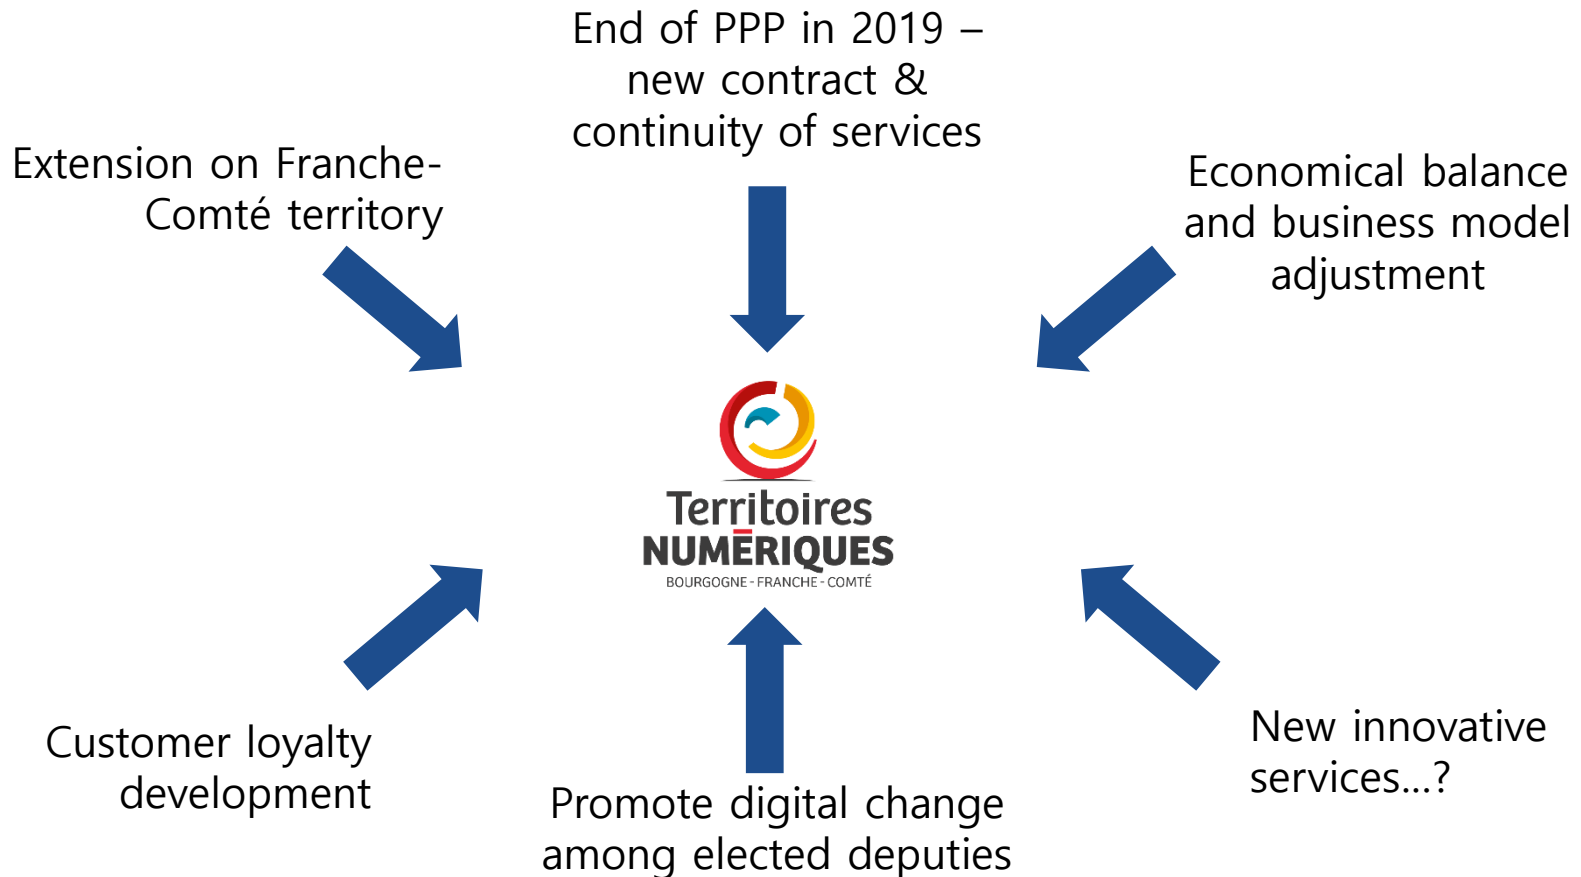 End of PPP in 2019 –
new contract &
continuity of services
Extension on Franche-
Comté territory
Economical balance
and business model
adjustment
Territoires
NUMĒRIQUES
BOURGOGNE - FRANCHE - COMTÉ
Customer loyalty
development
Promote digital change
among elected deputies
New innovative
services...?